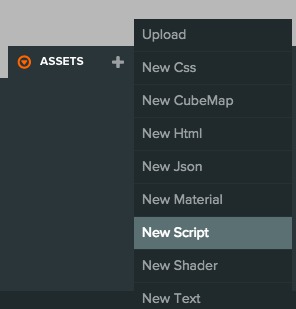 Upload
ASSETS
New Css
New CubeMap
New Html
New Json
New Material
New Script
New Shader
New Text